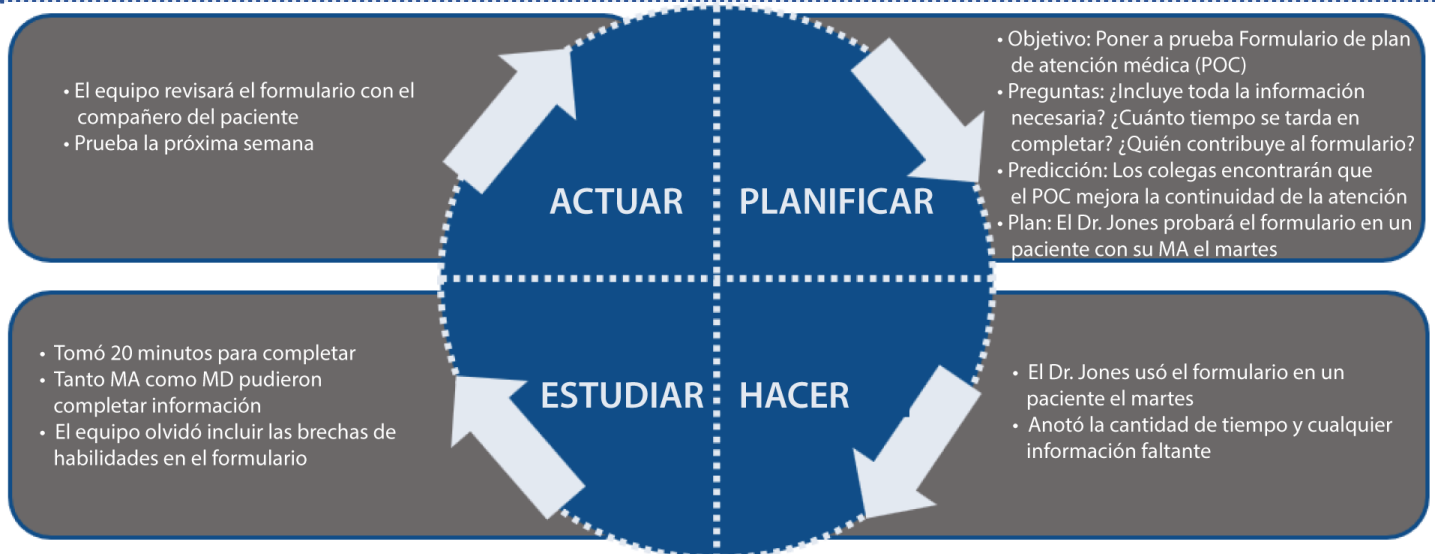 • El equipo revisará el formulario con el
compañero del paciente
• Prueba la próxima semana
ACTUAR
PLANIFICAR
• Objetivo: Poner a prueba Formulario de plan
de atención médica (POC)
• Preguntas: ¿Incluye toda la información
necesaria? ¿Cuánto tiempo se tarda en
completar? ¿Quién contribuye al formulario?
• Predicción: Los colegas encontrarán que
el POC mejora la continuidad de la atención
• Plan: El Dr. Jones probará el formulario en un
paciente con su MA el martes
• Tomó 20 minutos para completar
• Tanto MA como MD pudieron
completar información
• El equipo olvidó incluir las brechas de
habilidades en el formulario
ESTUDIAR
HACER
• El Dr. Jones usó el formulario en un
paciente el martes
• Anotó la cantidad de tiempo y cualquier
información faltante